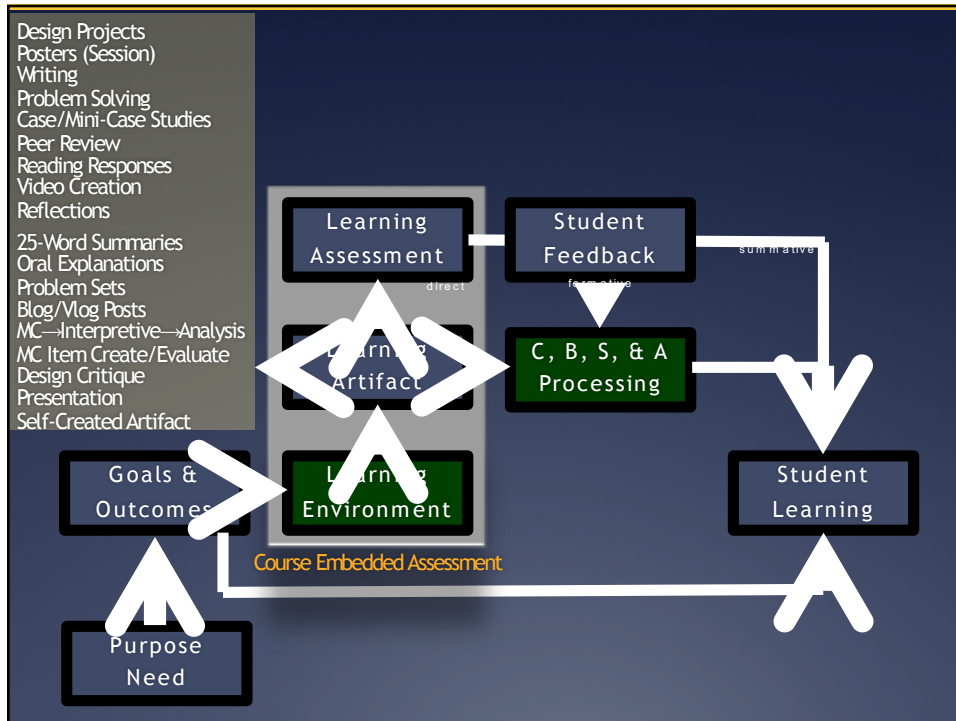 Design Projects
Posters (Session)
Writing
Problem Solving
Case/Mini-Case Studies
Peer Review
Reading Responses
Video Creation
Reflections
25-Word Summaries
Oral Explanations
Problem Sets
Blog/Vlog Posts
MC→Interpretive→Analysis
MC Item Create/Evaluate
Design Critique
Presentation
Self-Created Artifact
Learning
Assessment
direct
Student
Feedback
formative
summative
Learning
Artifact
C, B, S, & A
Processing
Goals &
Outcomes
Learning
Environment
Student
Learning
Course Embedded Assessment
Purpose
Need